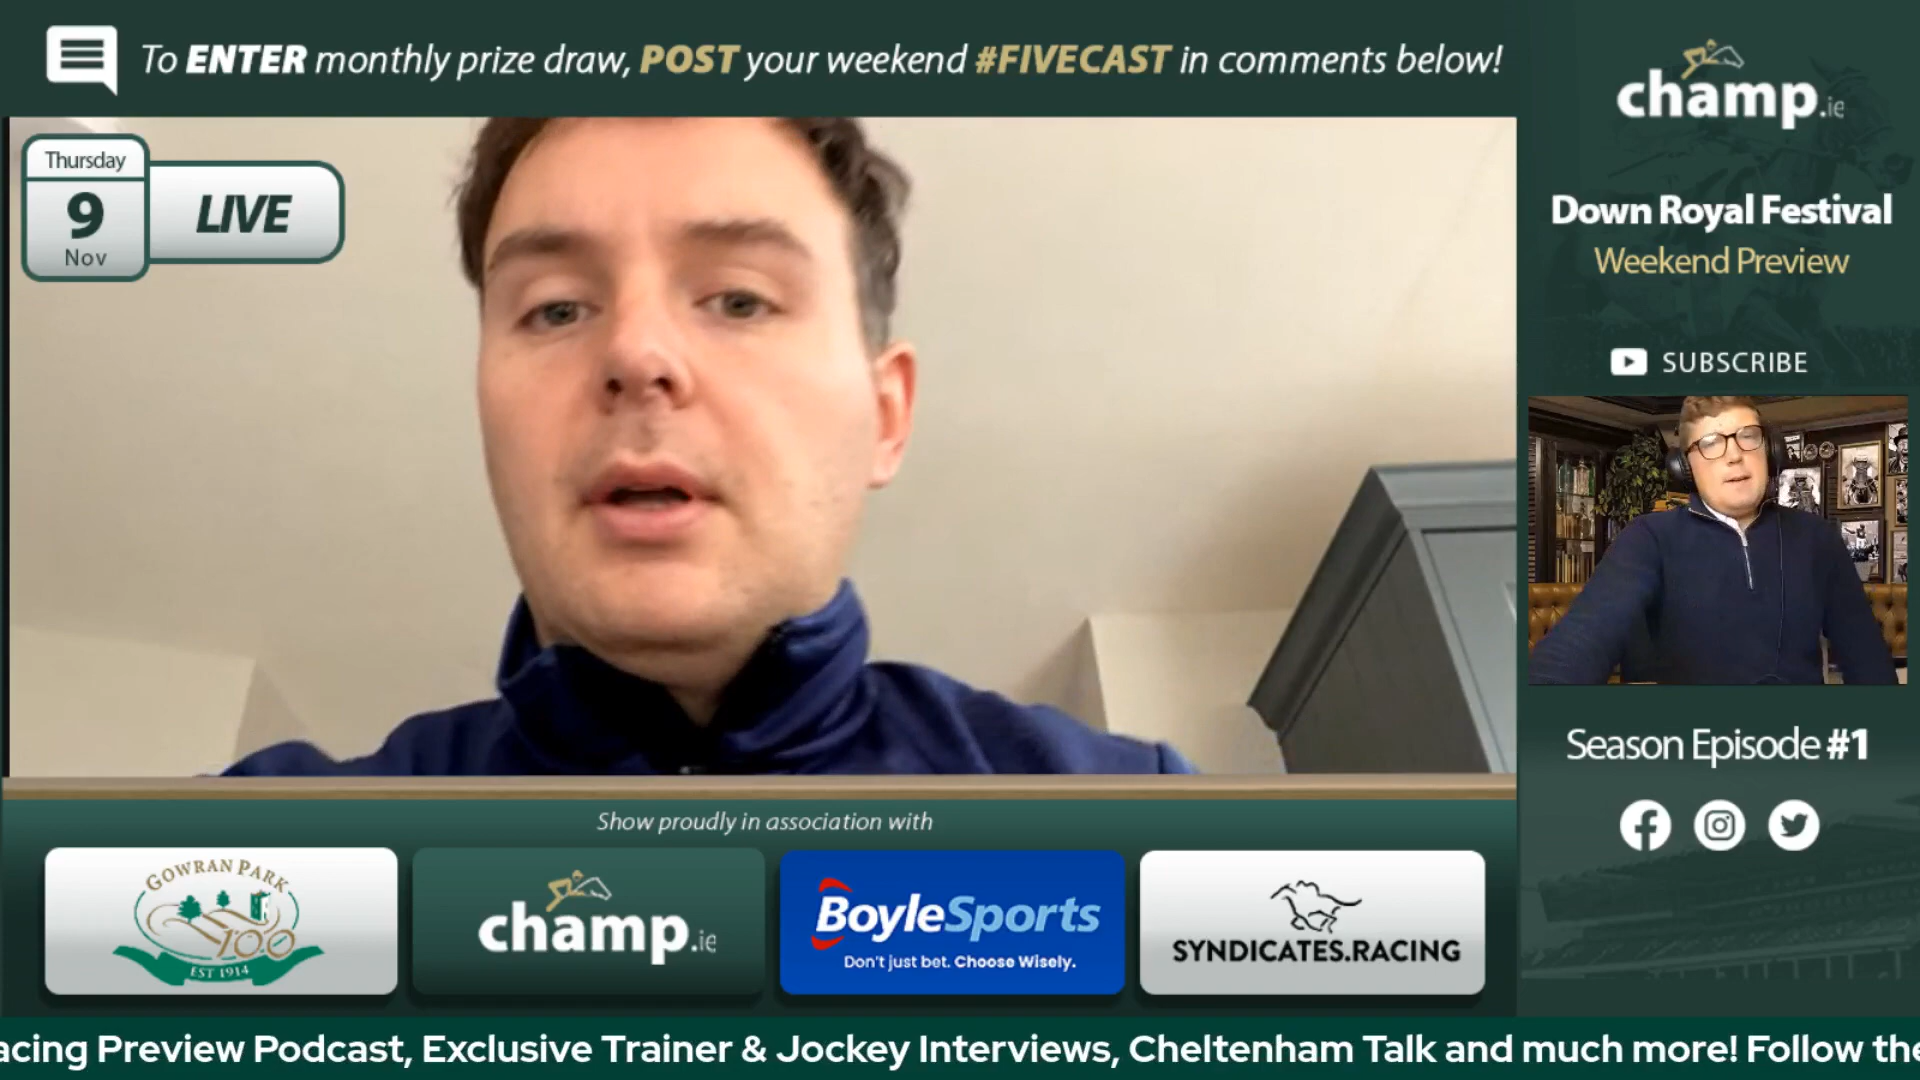 To ENTER monthly prize draw, POST your weekend #FIVECAST in comments below!
Thursday
9
Nov
LIVE
champ.ie
Down Royal Festival
Weekend Preview
SUBSCRIBE
Season Episode #1
Show proudly in association with
GOWRAN PARK
100
EST 1914
champ.ie
BoyleSports
Don't just bet. Choose Wisely.
SYNDICATES.RACING
acing Preview Podcast, Exclusive Trainer & Jockey Interviews, Cheltenham Talk and much more! Follow the